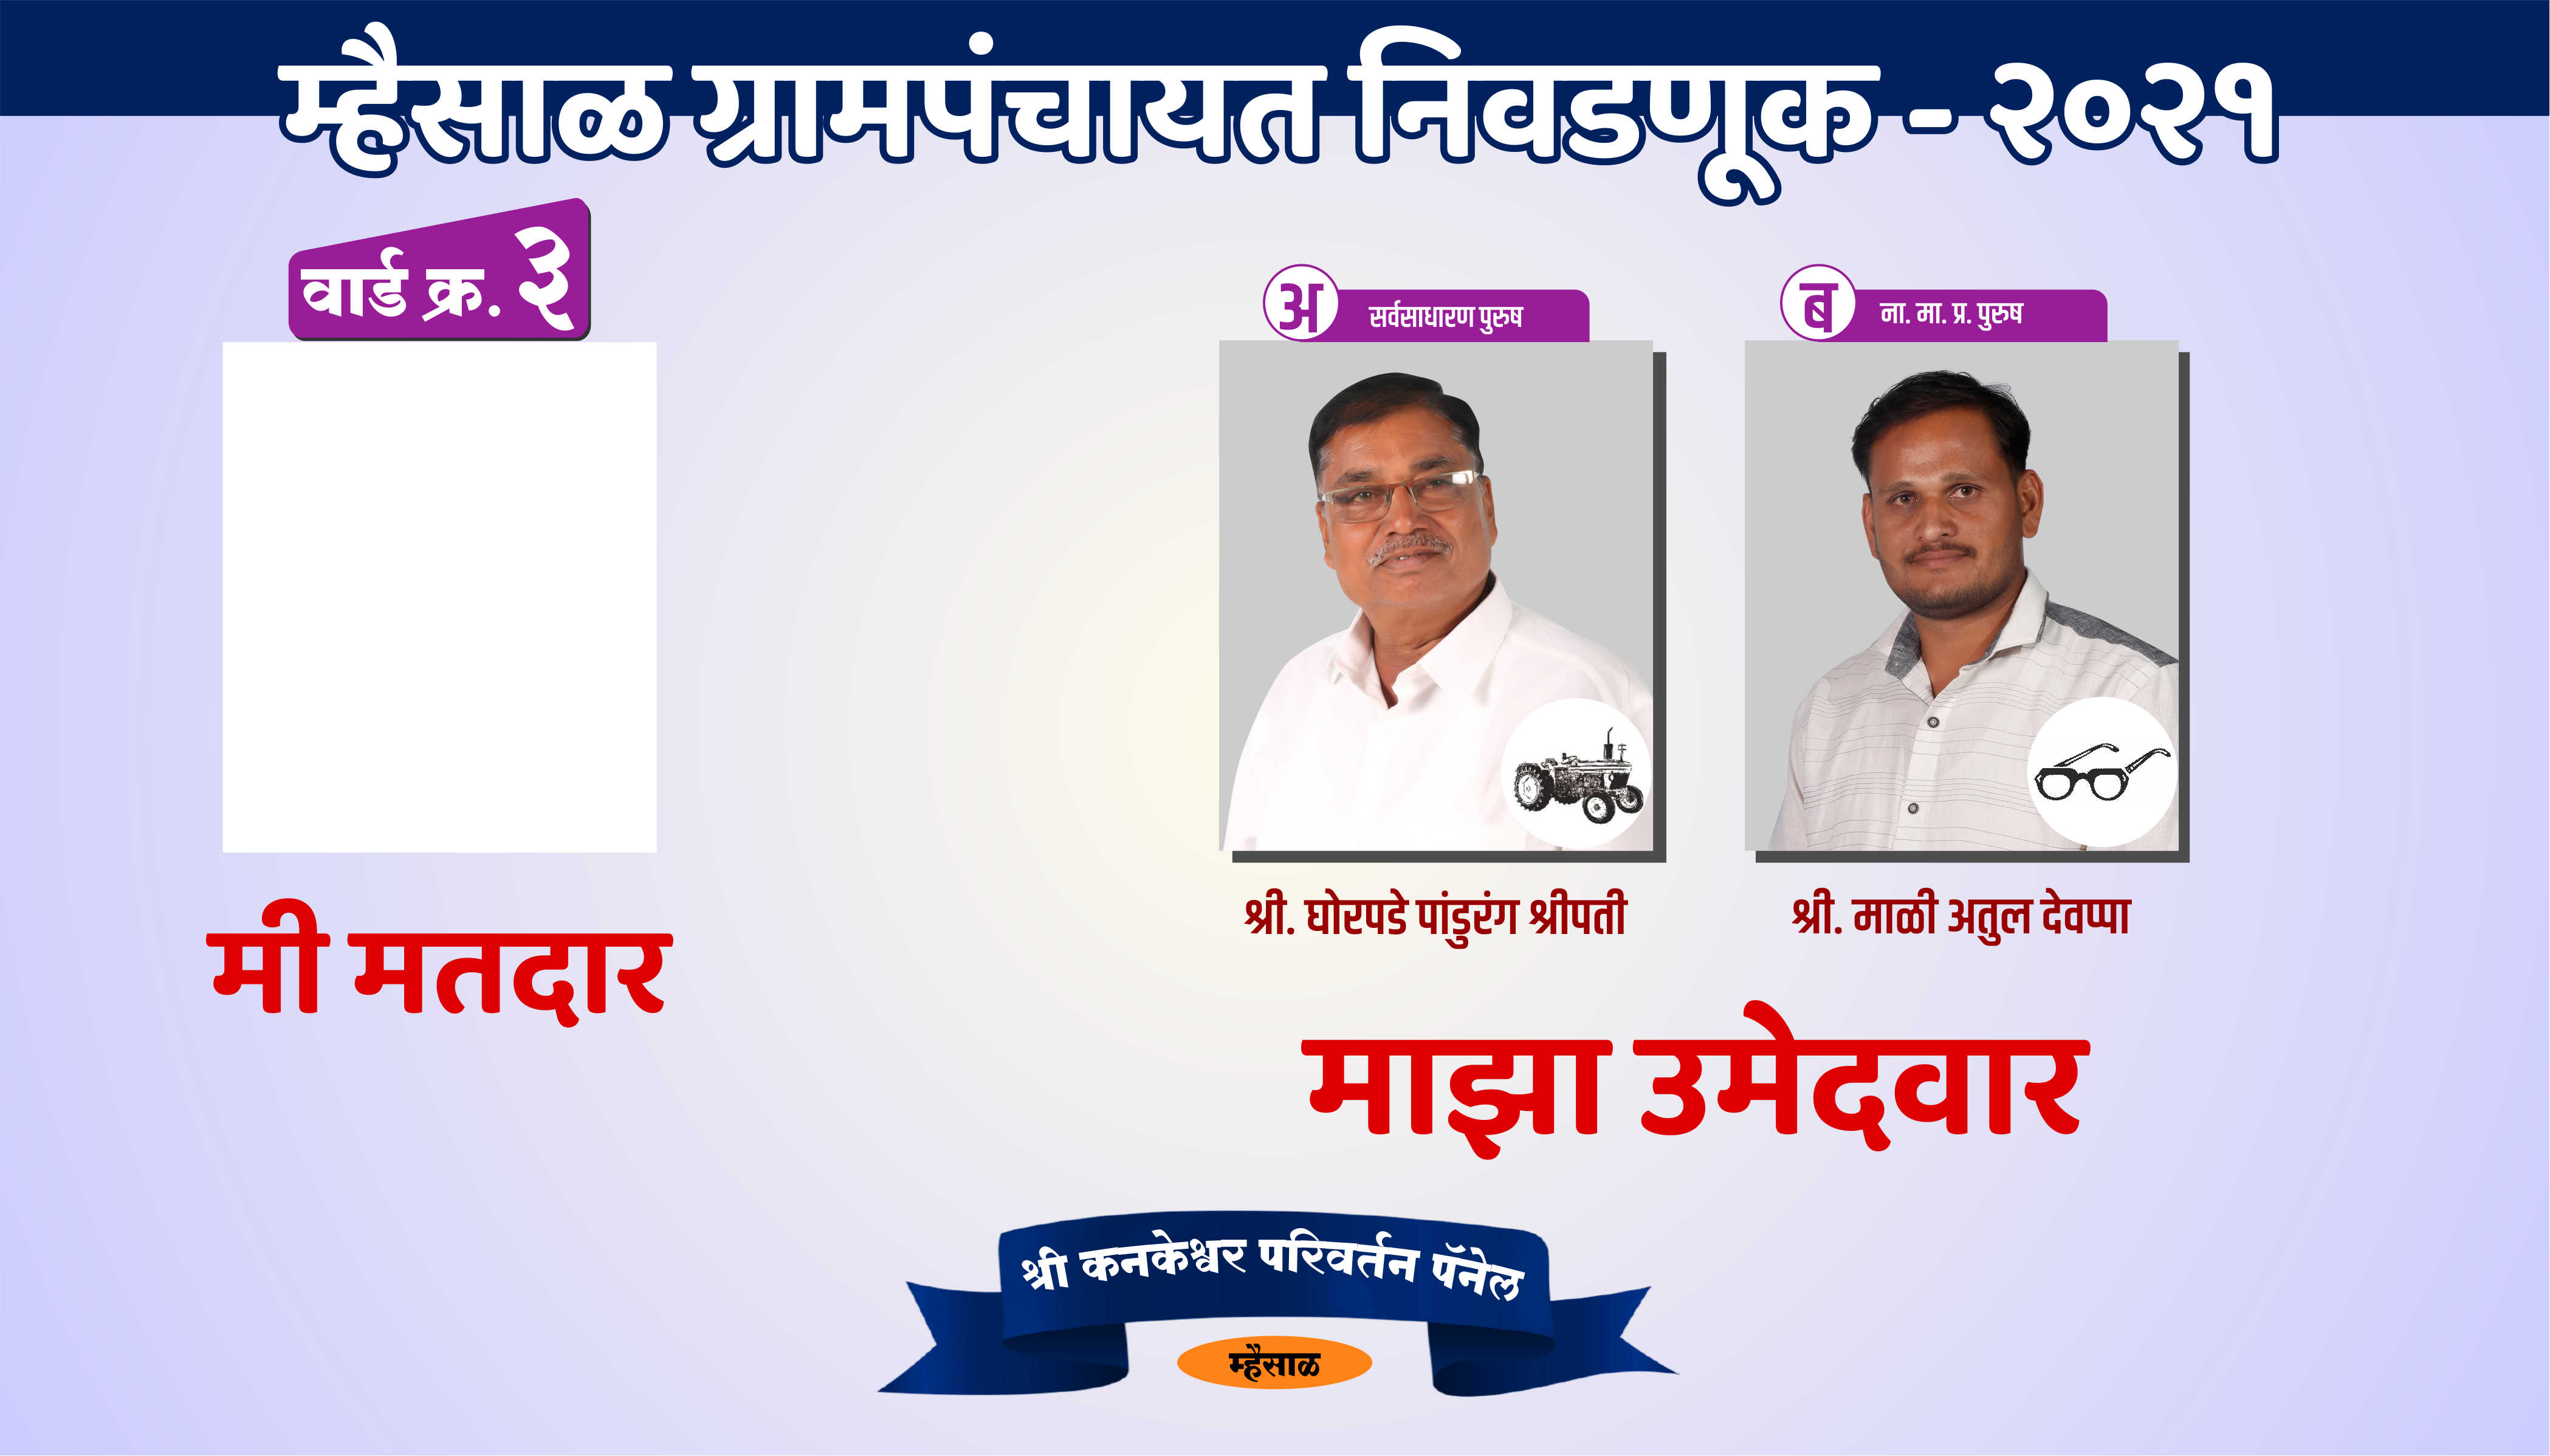 म्हैसाळ ग्रामपंचायत निवडणूक - २०२१
वार्ड क्र. ३
अ सर्वसाधारण पुरुष
ब ना. मा. प्र. पुरुष
श्री. घोरपडे पांडुरंग श्रीपती
श्री. माळी अतुल देवप्पा
मी मतदार
माझा उमेदवार
श्री कनकेश्वर परिवर्तन पॅनेल
म्हैसाळ